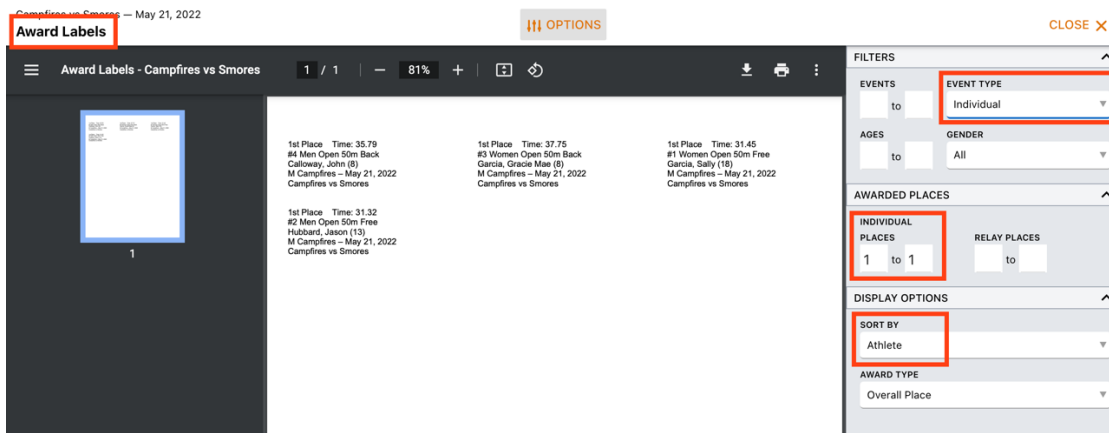 Campfires vs Smores — May 21, 2022
Award Labels
OPTIONS
CLOSE X
Award Labels - Campfires vs Smores
1 / 1
81%
1
1st Place Time: 35.79
#4 Men Open 50m Back
Calloway, John (8)
M Campfires – May 21, 2022
Campfires vs Smores
1st Place Time: 37.75
#3 Women Open 50m Back
Garcia, Gracie Mae (8)
M Campfires – May 21, 2022
Campfires vs Smores
1st Place Time: 31.45
#1 Women Open 50m Free
Garcia, Sally (18)
M Campfires – May 21, 2022
Campfires vs Smores
1st Place Time: 31.32
#2 Men Open 50m Free
Hubbard, Jason (13)
M Campfires – May 21, 2022
Campfires vs Smores
FILTERS
EVENTS
to
EVENT TYPE
Individual
AGES
to
GENDER
All
AWARDED PLACES
INDIVIDUAL
PLACES
1 to 1
RELAY PLACES
to
DISPLAY OPTIONS
SORT BY
Athlete
AWARD TYPE
Overall Place